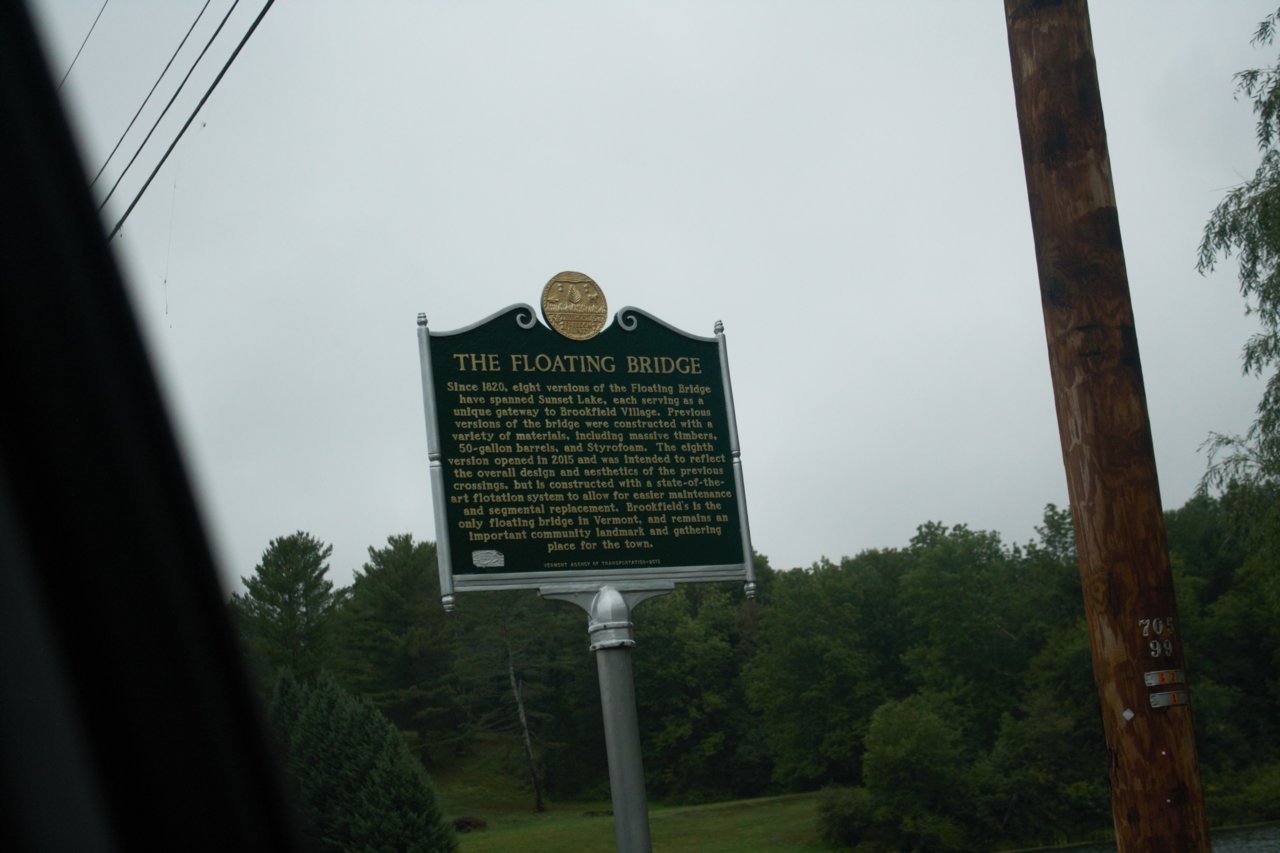 THE FLOATING BRIDGE
Since 1820, eight versions of the Floating Bridge
have spanned Sunset Lake, each serving as a
unique gateway to Brookfield Village. Previous
versions of the bridge were constructed with a
variety of materials, including massive timbers,
50-gallon barrels, and Styrofoam. The eighth
version opened in 2015 and was intended to reflect
the overall design and aesthetics of the previous
crossings, but is constructed with a state-of-the-
art flotation system to allow for easier maintenance
and segmental replacement. Brookfield's is the
only floating bridge in Vermont, and remains an
important community landmark and gathering
place for the town.
VERMONT AGENCY OF TRANSPORTATION
705
99